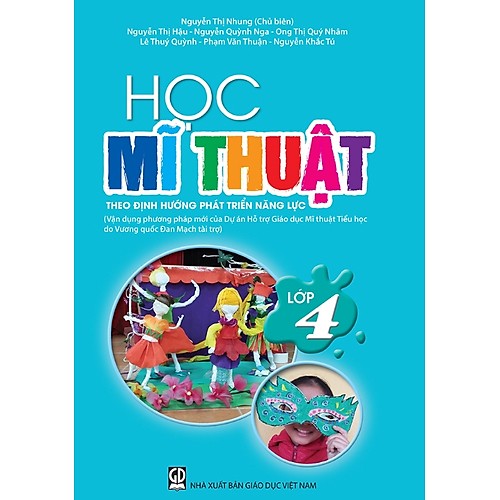 Nguyễn Thị Nhung (Chủ biên)
Nguyễn Thị Hậu - Nguyễn Quỳnh Nga - Ong Thị Quý Nhâm
Lê Thuý Quỳnh - Phạm Văn Thuận - Nguyễn Khắc Tú
HỌC
MĨ THUẬT
THEO ĐỊNH HƯỚNG PHÁT TRIỂN NĂNG LỰC
(Vận dụng phương pháp mới của Dự án Hỗ trợ Giáo dục Mĩ thuật Tiểu học
do Vương quốc Đan Mạch tài trợ)
LỚP
4
GD
NHÀ XUẤT BẢN GIÁO DỤC VIỆT NAM